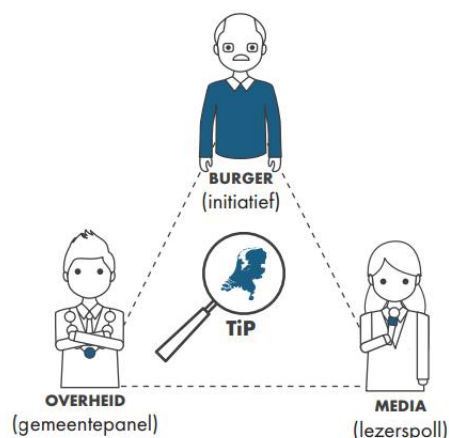 BURGER
(initiatief)
TiP
OVERHEID
(gemeentepanel)
MEDIA
(lezerspoll)